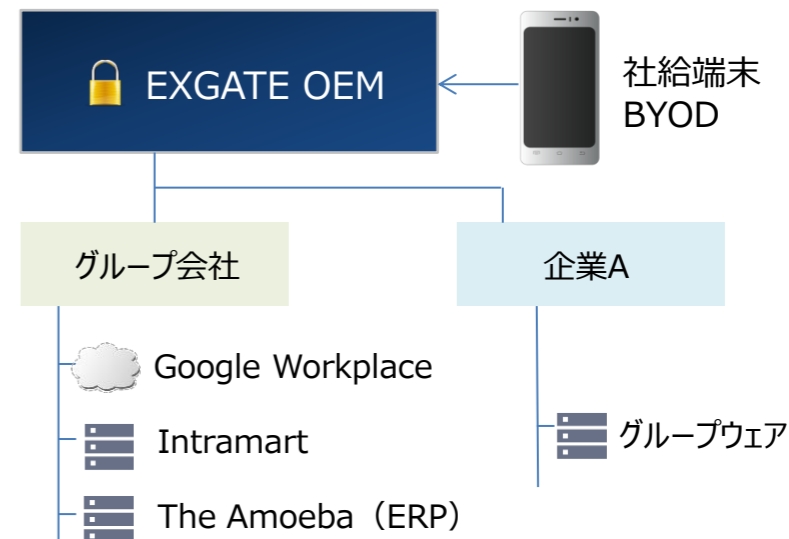 EXGATE OEM
社給端末
BYOD
グループ会社
企業A
Google Workplace
Intramart
グループウェア
The Amoeba（ERP）